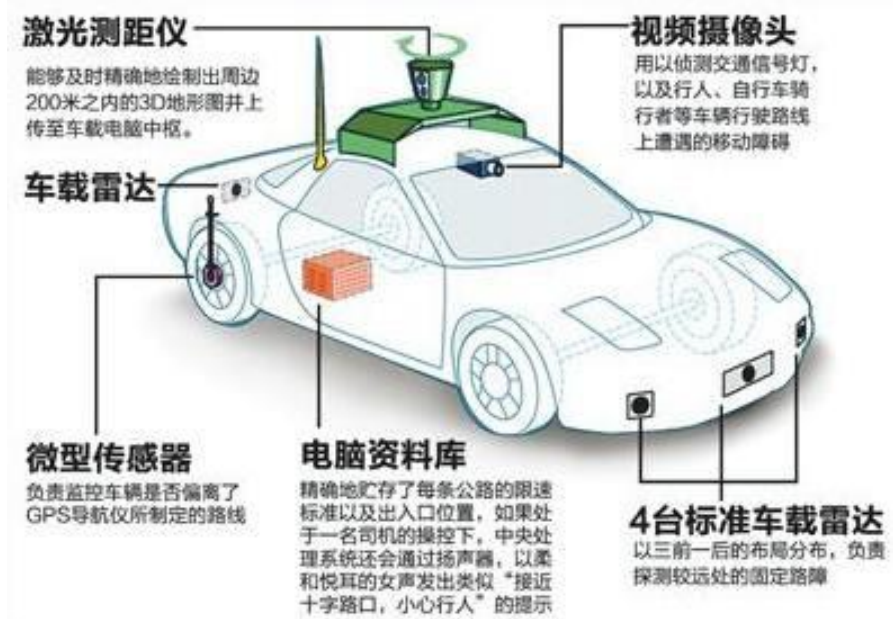 激光测距仪
能够及时精确地绘制出周边
200米之内的3D地形图并上
传至车载电脑中枢。
视频摄像头
用以侦测交通信号灯，
以及行人、自行车骑
行者等车辆行驶路线
上遭遇的移动障碍
车载雷达
微型传感器
负责监控车辆是否偏离了
GPS导航仪所制定的路线
电脑资料库
精确地贮存了每条公路的限速
标准以及出入口位置，如果处
于一名司机的操控下，中央处
理系统还会通过扬声器，以柔
和悦耳的女声发出类似“接近
十字路口，小心行人”的提示
4台标准车载雷达
以三前一后的布局分布，负责
探测较远处的固定路障